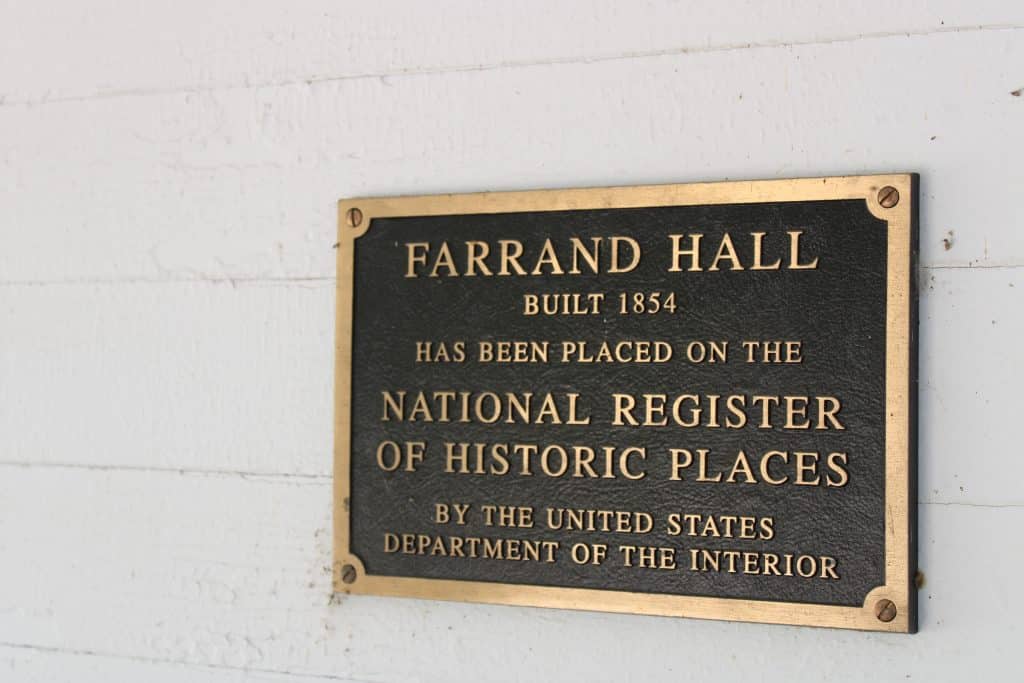 FARRAND HALL
BUILT 1854
HAS BEEN PLACED ON THE
NATIONAL REGISTER
OF HISTORIC PLACES
BY THE UNITED STATES
DEPARTMENT OF THE INTERIOR